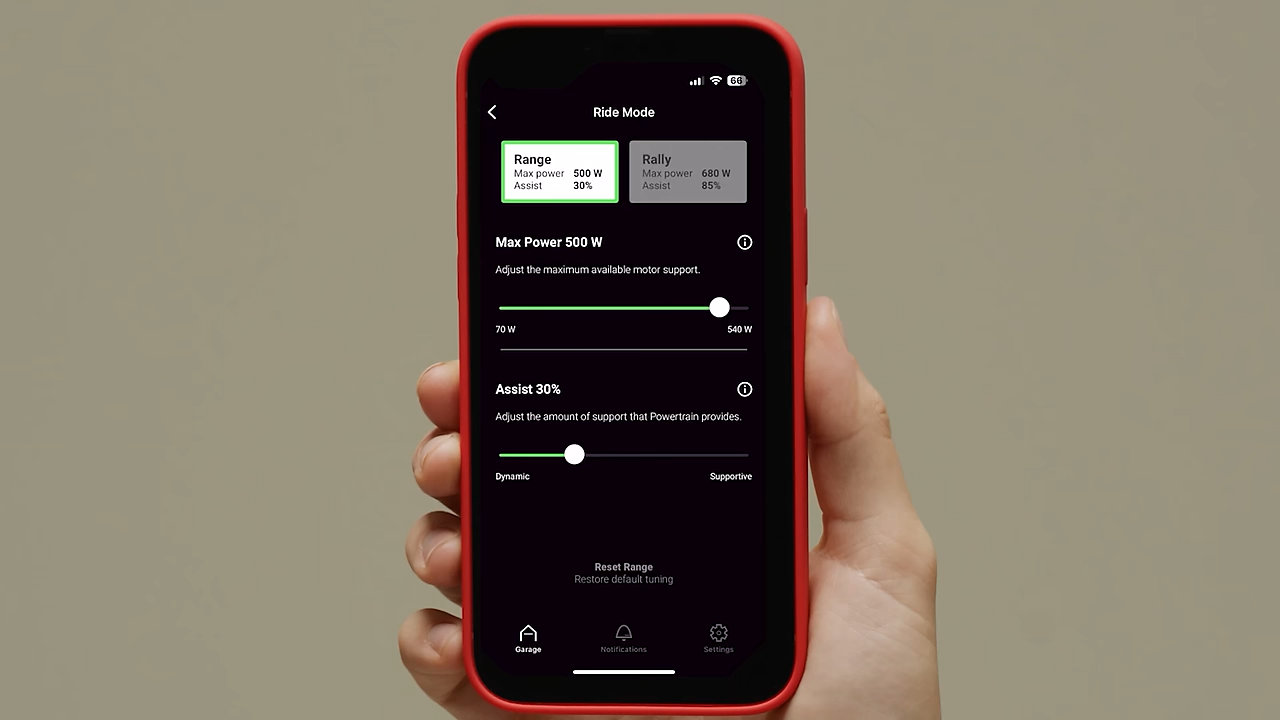 66
Ride Mode
Range
Max power 500 W
Assist 30%
Rally
Max power 680 W
Assist 85%
Max Power 500 W
Adjust the maximum available motor support.
70 W 540 W
Assist 30%
Adjust the amount of support that Powertrain provides.
Dynamic Supportive
Reset Range
Restore default tuning
Garage Notifications Settings